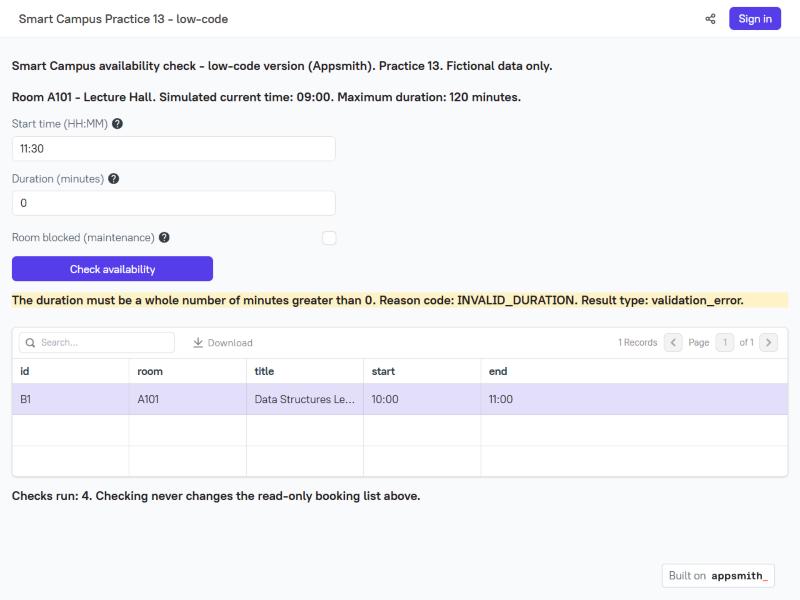 Smart Campus Practice 13 - low-code
Sign in
Smart Campus availability check - low-code version (Appsmith). Practice 13. Fictional data only.
Room A101 - Lecture Hall. Simulated current time: 09:00. Maximum duration: 120 minutes.
Start time (HH:MM) ?
11:30
Duration (minutes) ?
0
Room blocked (maintenance) ?
Check availability
The duration must be a whole number of minutes greater than 0. Reason code: INVALID_DURATION. Result type: validation_error.
Search... Download 1 Records Page 1 of 1
id room title start end
B1 A101 Data Structures Le... 10:00 11:00
Checks run: 4. Checking never changes the read-only booking list above.
Built on appsmith_